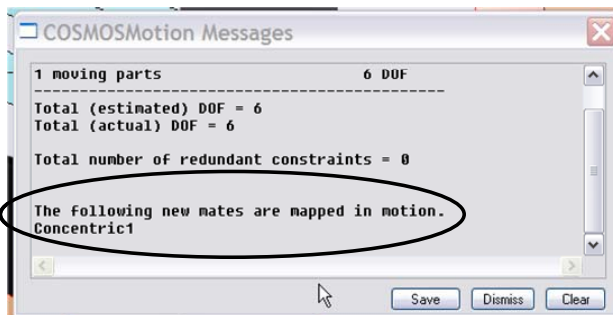 COSMOSMotion Messages
1 moving parts 6 DOF
---------------------------------------------
Total (estimated) DOF = 6
Total (actual) DOF = 6
Total number of redundant constraints = 0
The following new mates are mapped in motion.
Concentric1
Save Dismiss Clear